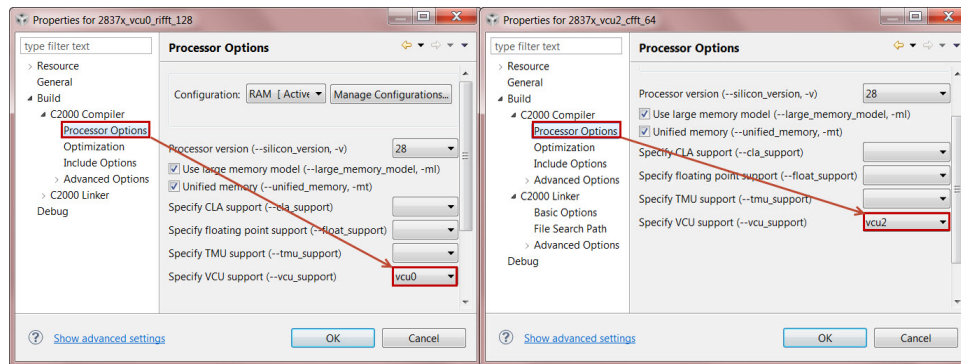 Properties for 2837x_vcu0_rifft_128
type filter text
Processor Options
Resource
General
Build
C2000 Compiler
Processor Options
Optimization
Include Options
Advanced Options
C2000 Linker
Debug
Configuration:
RAM [ Active
Manage Configurations...
Processor version (--silicon_version, -v)
28
Use large memory model (--large_memory_model, -ml)
Unified memory (--unified_memory, -mt)
Specify CLA support (--cla_support)
Specify floating point support (--float_support)
Specify TMU support (--tmu_support)
Specify VCU support (--vcu_support)
vcu0
Show advanced settings
OK
Cancel
Properties for 2837x_vcu2_cfft_64
type filter text
Processor Options
Resource
General
Build
C2000 Compiler
Processor Options
Optimization
Include Options
Advanced Options
C2000 Linker
Basic Options
File Search Path
Advanced Options
Debug
Processor version (--silicon_version, -v)
28
Use large memory model (--large_memory_model, -ml)
Unified memory (--unified_memory, -mt)
Specify CLA support (--cla_support)
Specify floating point support (--float_support)
Specify TMU support (--tmu_support)
Specify VCU support (--vcu_support)
vcu2
Show advanced settings
OK
Cancel